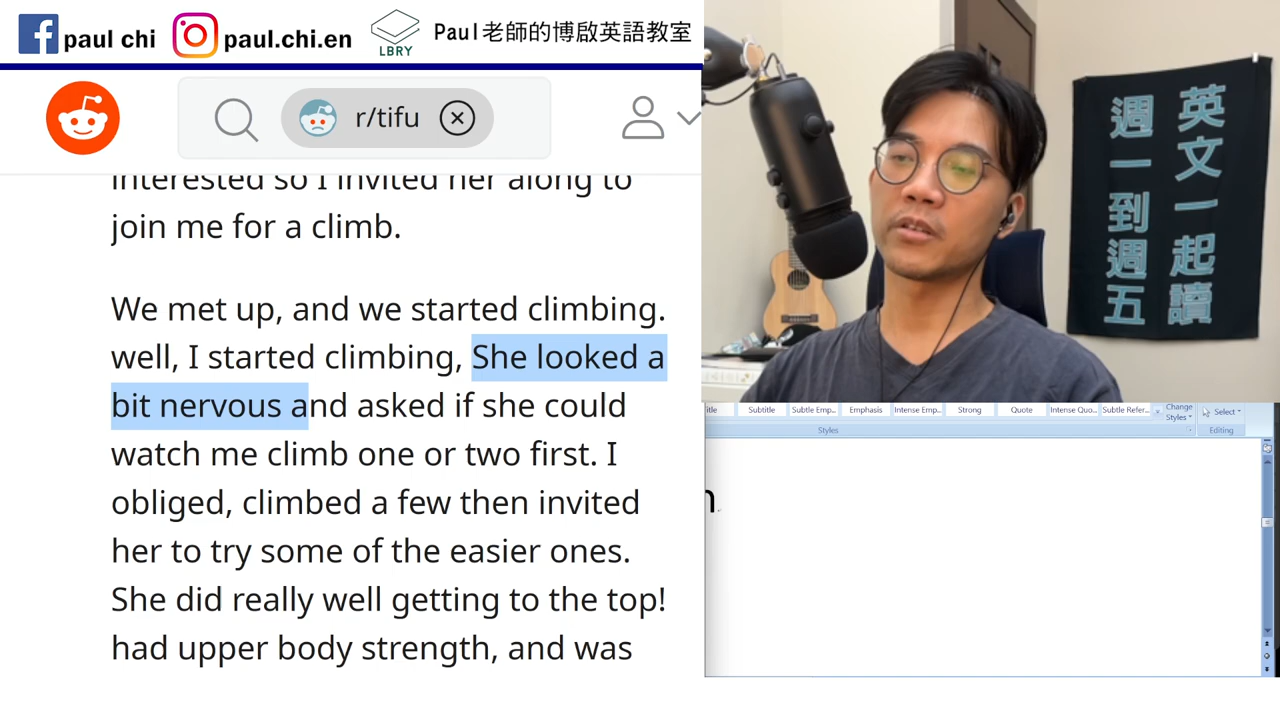 paul chi
paul.chi.en
LBRY
Paul老師的博啟英語教室
r/tifu
interested so I invited her along to
join me for a climb.
We met up, and we started climbing.
well, I started climbing, She looked a
bit nervous and asked if she could
watch me climb one or two first. I
obliged, climbed a few then invited
her to try some of the easier ones.
She did really well getting to the top!
had upper body strength, and was
英文一起讀
週一到週五
itle
Subtitle
Subtle Emp...
Emphasis
Intense Emp...
Strong
Quote
Intense Quo...
Subtle Refer...
Change
Styles
Select
Styles
Editing